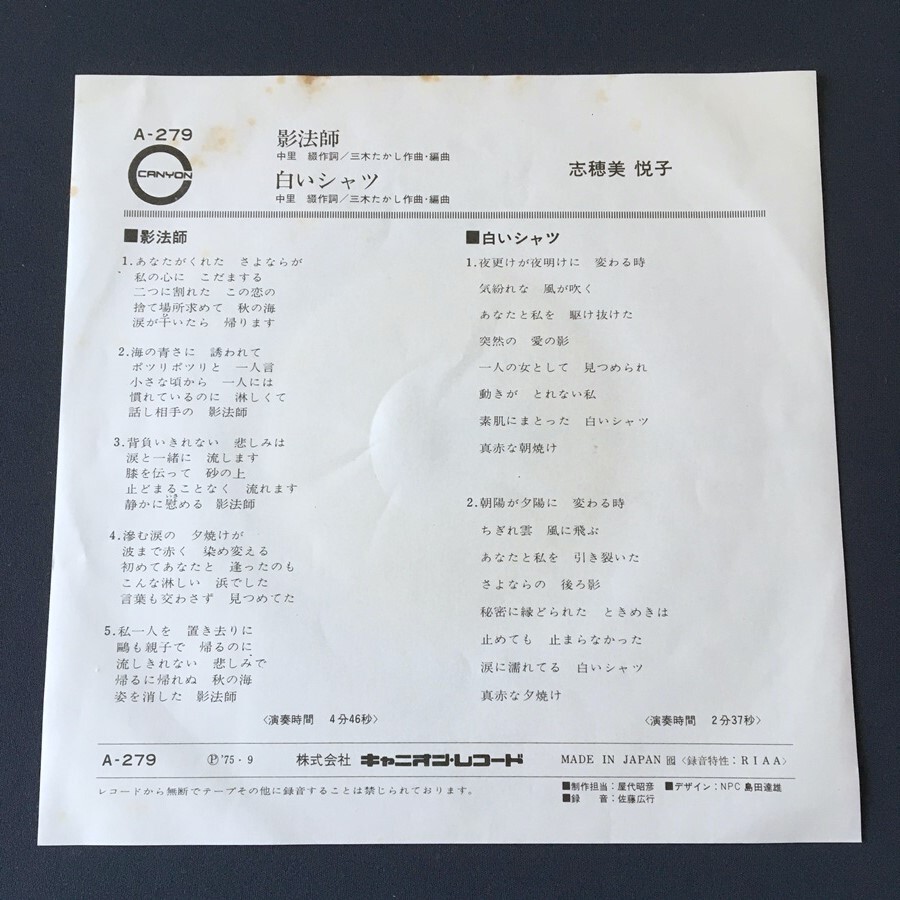 A-279
CANYON
影法師
中里 綴作詞/三木たかし作曲・編曲
白いシャツ
中里 綴作詞/三木たかし作曲・編曲
志穂美 悦子
■影法師
1.あなたがくれた さよならが
私の心に こだまする
二つに割れた この恋の
捨て場所求めて 秋の海
涙が干いたら 帰ります
2.海の青さに 誘われて
ボツリボツリと 一人言
小さな頃から 一人には
慣れているのに 淋しくて
話し相手の 影法師
3.背負いきれない 悲しみは
涙と一緒に 流します
膝を伝って 砂の上
止どまることなく 流れます
静かに慰める 影法師
4.滲む涙の 夕焼けが
波まで赤く 染め変える
初めてあなたと 逢ったのも
こんな淋しい 浜でした
言葉も交わさず 見つめてた
5.私一人を 置き去りに
鷗も親子で 帰るのに
流しきれない 悲しみで
帰るに帰れぬ 秋の海
姿を消した 影法師
〈演奏時間 4分46秒〉
■白いシャツ
1.夜更けが夜明けに 変わる時
気紛れな 風が吹く
あなたと私を 駆け抜けた
突然の 愛の影
一人の女として 見つめられ
動きが とれない私
素肌にまとった 白いシャツ
真赤な朝焼け
2.朝陽が夕陽に 変わる時
ちぎれ雲 風に飛ぶ
あなたと私を 引き裂いた
さよならの 後ろ影
秘密に縁どられた ときめきは
止めても 止まらなかった
涙に濡れてる 白いシャツ
真赤な夕焼け
〈演奏時間 2分37秒〉
A-279 Ⓟ'75・9 株式会社 キャニオン・レコード MADE IN JAPAN 〈録音特性:RIAA〉
レコードから無断でテープその他に録音することは禁じられております。
■制作担当:屋代昭彦 ■デザイン:NPC 島田達雄
■録 音:佐藤広行